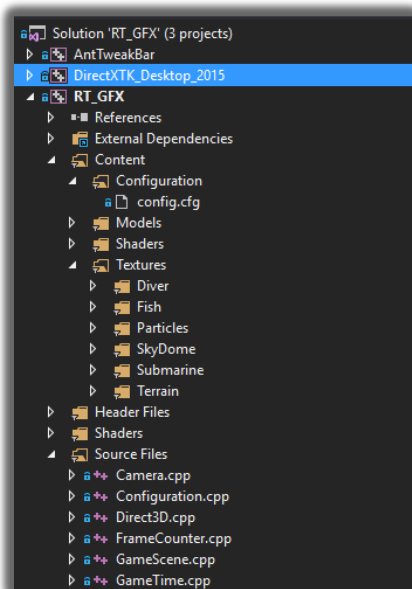 Solution 'RT_GFX' (3 projects)
AntTweakBar
DirectXTK_Desktop_2015
RT_GFX
References
External Dependencies
Content
Configuration
config.cfg
Models
Shaders
Textures
Diver
Fish
Particles
SkyDome
Submarine
Terrain
Header Files
Shaders
Source Files
Camera.cpp
Configuration.cpp
Direct3D.cpp
FrameCounter.cpp
GameScene.cpp
GameTime.cpp